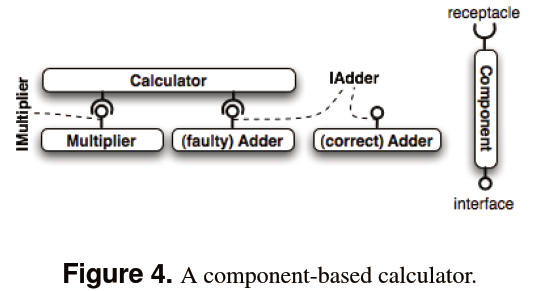 receptacle
Calculator
IAdder
IMultiplier
Component
Multiplier
(faulty) Adder
(correct) Adder
interface
Figure 4. A component-based calculator.